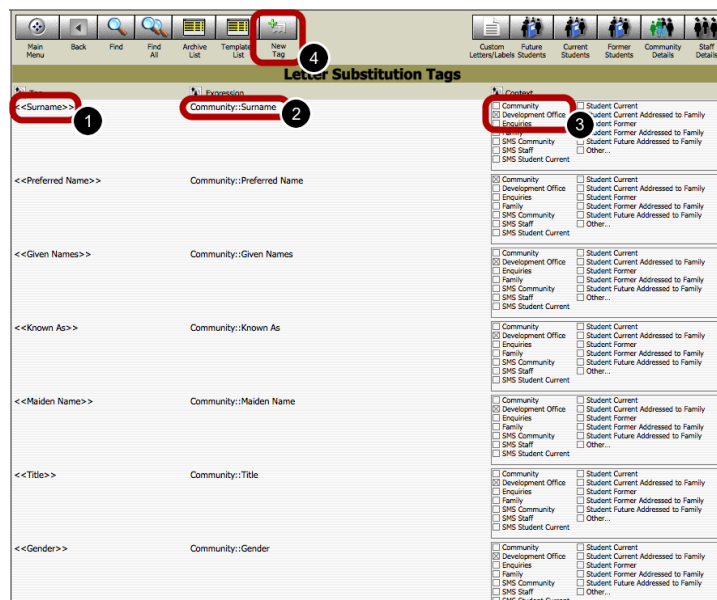 Main Menu
Back
Find
Find All
Archive List
Template List
New Tag
4
Custom Letters/Labels
Future Students
Current Students
Former Students
Community Details
Staff Details
Letter Substitution Tags
Tag
Expression
Context
<<Surname>>
1
Community::Surname
2
3
Community
Student Current
Development Office
Student Current Addressed to Family
Enquiries
Student Former
Family
Student Former Addressed to Family
SMS Community
Student Future Addressed to Family
SMS Staff
Other...
SMS Student Current
<<Preferred Name>>
Community::Preferred Name
Community
Student Current
Development Office
Student Current Addressed to Family
Enquiries
Student Former
Family
Student Former Addressed to Family
SMS Community
Student Future Addressed to Family
SMS Staff
Other...
SMS Student Current
<<Given Names>>
Community::Given Names
Community
Student Current
Development Office
Student Current Addressed to Family
Enquiries
Student Former
Family
Student Former Addressed to Family
SMS Community
Student Future Addressed to Family
SMS Staff
Other...
SMS Student Current
<<Known As>>
Community::Known As
Community
Student Current
Development Office
Student Current Addressed to Family
Enquiries
Student Former
Family
Student Former Addressed to Family
SMS Community
Student Future Addressed to Family
SMS Staff
Other...
SMS Student Current
<<Maiden Name>>
Community::Maiden Name
Community
Student Current
Development Office
Student Current Addressed to Family
Enquiries
Student Former
Family
Student Former Addressed to Family
SMS Community
Student Future Addressed to Family
SMS Staff
Other...
SMS Student Current
<<Title>>
Community::Title
Community
Student Current
Development Office
Student Current Addressed to Family
Enquiries
Student Former
Family
Student Former Addressed to Family
SMS Community
Student Future Addressed to Family
SMS Staff
Other...
SMS Student Current
<<Gender>>
Community::Gender
Community
Student Current
Development Office
Student Current Addressed to Family
Enquiries
Student Former
Family
Student Former Addressed to Family
SMS Community
Student Future Addressed to Family
SMS Staff
Other...
SMS Student Current